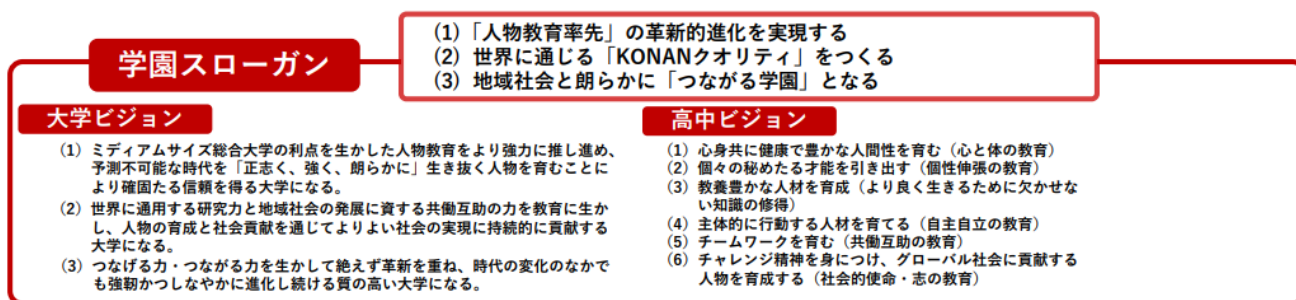 学園スローガン
(1)「人物教育率先」の革新的進化を実現する
(2) 世界に通じる「KONANクオリティ」をつくる
(3) 地域社会と朗らかに「つながる学園」となる
大学ビジョン
(1) ミディアムサイズ総合大学の利点を生かした人物教育をより強力に推し進め、
予測不可能な時代を「正志く、強く、朗らかに」生き抜く人物を育むことに
より確固たる信頼を得る大学になる。
(2) 世界に通用する研究力と地域社会の発展に資する共働互助の力を教育に生か
し、人物の育成と社会貢献を通じてよりよい社会の実現に持続的に貢献する
大学になる。
(3) つなげる力・つながる力を生かして絶えず革新を重ね、時代の変化のなかで
も強靭かつしなやかに進化し続ける質の高い大学になる。
高中ビジョン
(1) 心身共に健康で豊かな人間性を育む（心と体の教育）
(2) 個々の秘めたる才能を引き出す（個性伸張の教育）
(3) 教養豊かな人材を育成（より良く生きるために欠かせな
い知識の修得）
(4) 主体的に行動する人材を育てる（自主自立の教育）
(5) チームワークを育む（共働互助の教育）
(6) チャレンジ精神を身につけ、グローバル社会に貢献する
人物を育成する（社会的使命・志の教育）